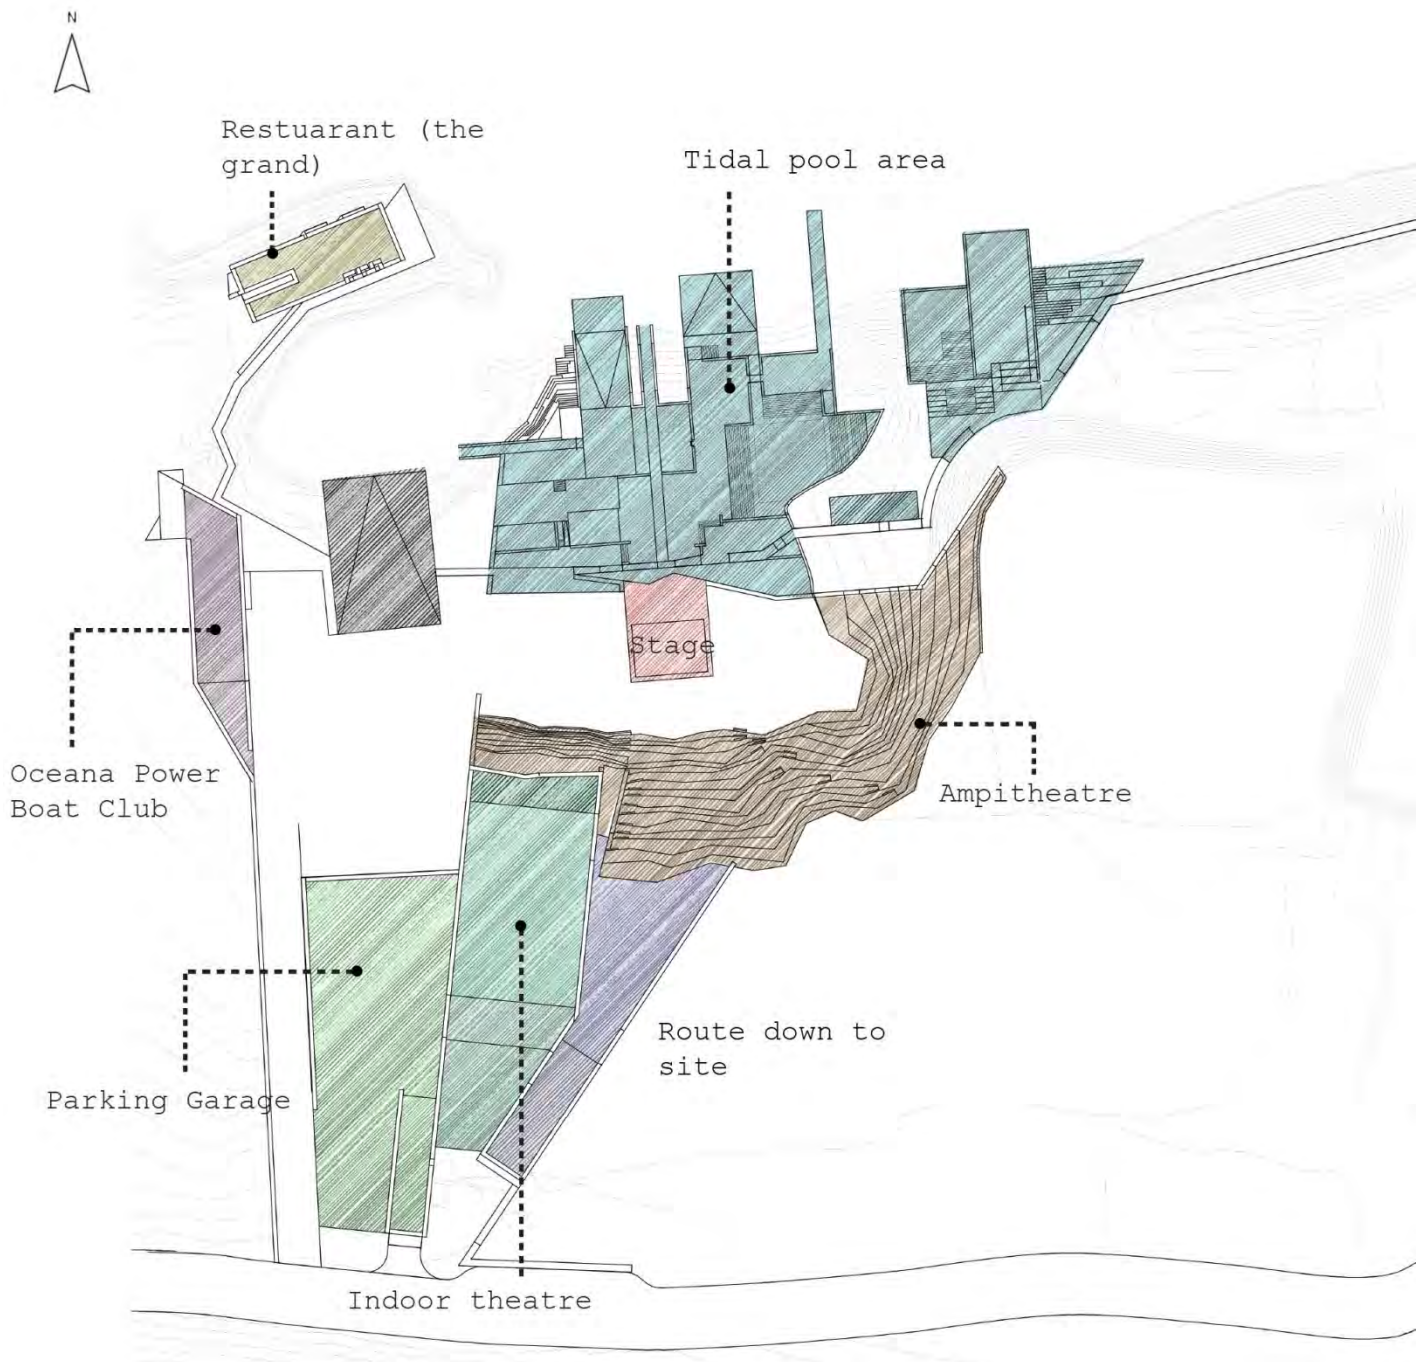 N
Restuarant (the
grand)
Tidal pool area
Stage
Oceana Power
Boat Club
Ampitheatre
Route down to
site
Parking Garage
Indoor theatre